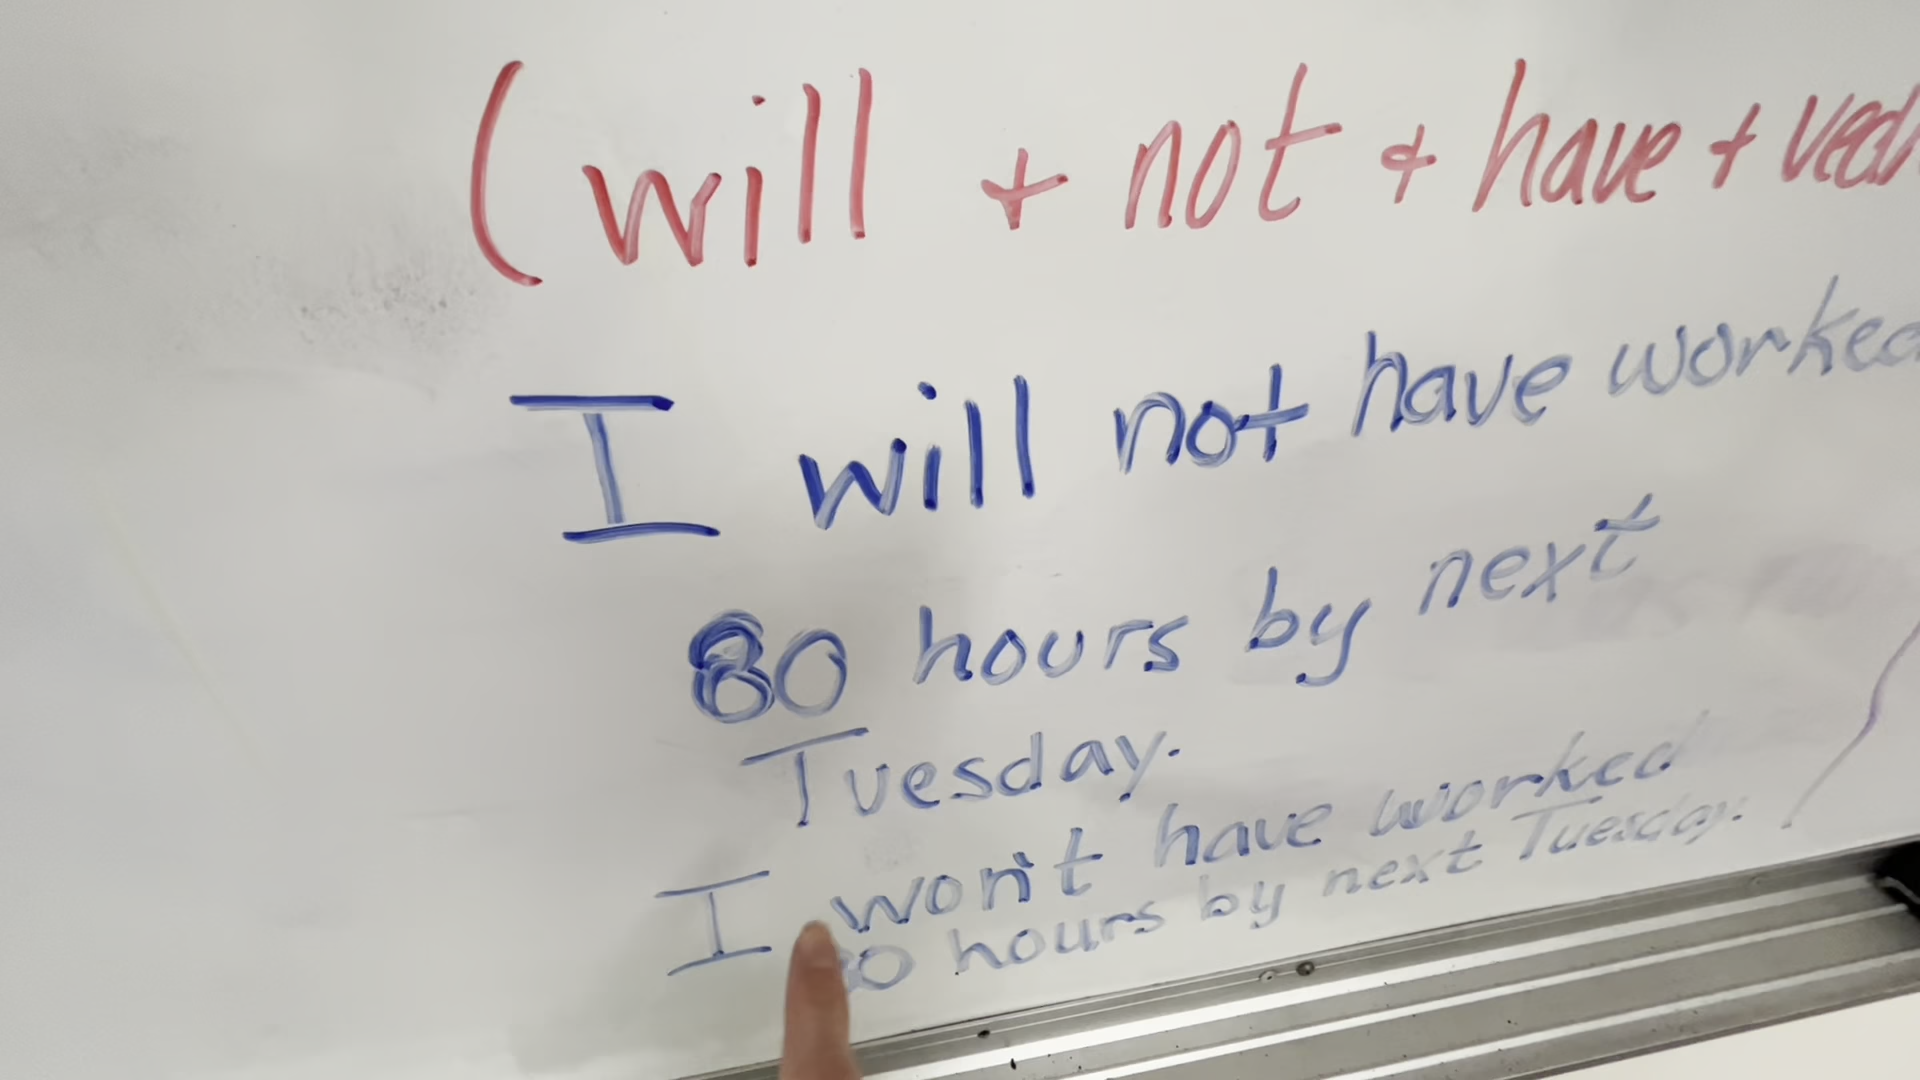 (will + not + have +
I will not have worked
80 hours by next
Tuesday.
I won't have worked
80 hours by next Tuesday.